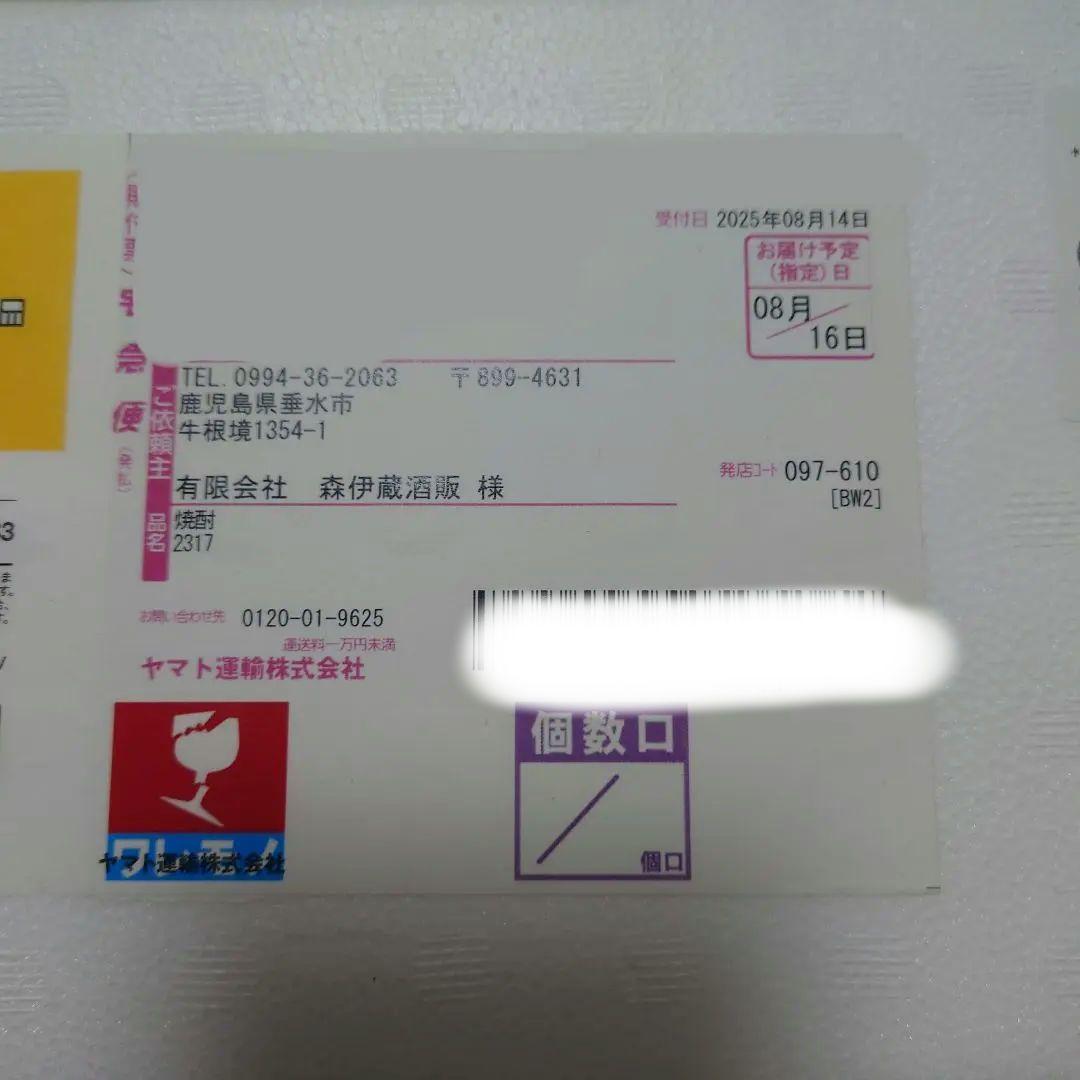 受付日 2025年08月14日
お届け予定
(指定)日
08月
16日
宅急便
(発払)
ご依頼主
TEL. 0994-36-2063 〒899-4631
鹿児島県垂水市
牛根境1354-1
有限会社 森伊蔵酒販 様
発店コード 097-610
[BW2]
品名
焼酎
2317
お問い合わせ先 0120-01-9625
運送料一万円未満
ヤマト運輸株式会社
個数口
個口
ワレモノ
ヤマト運輸株式会社